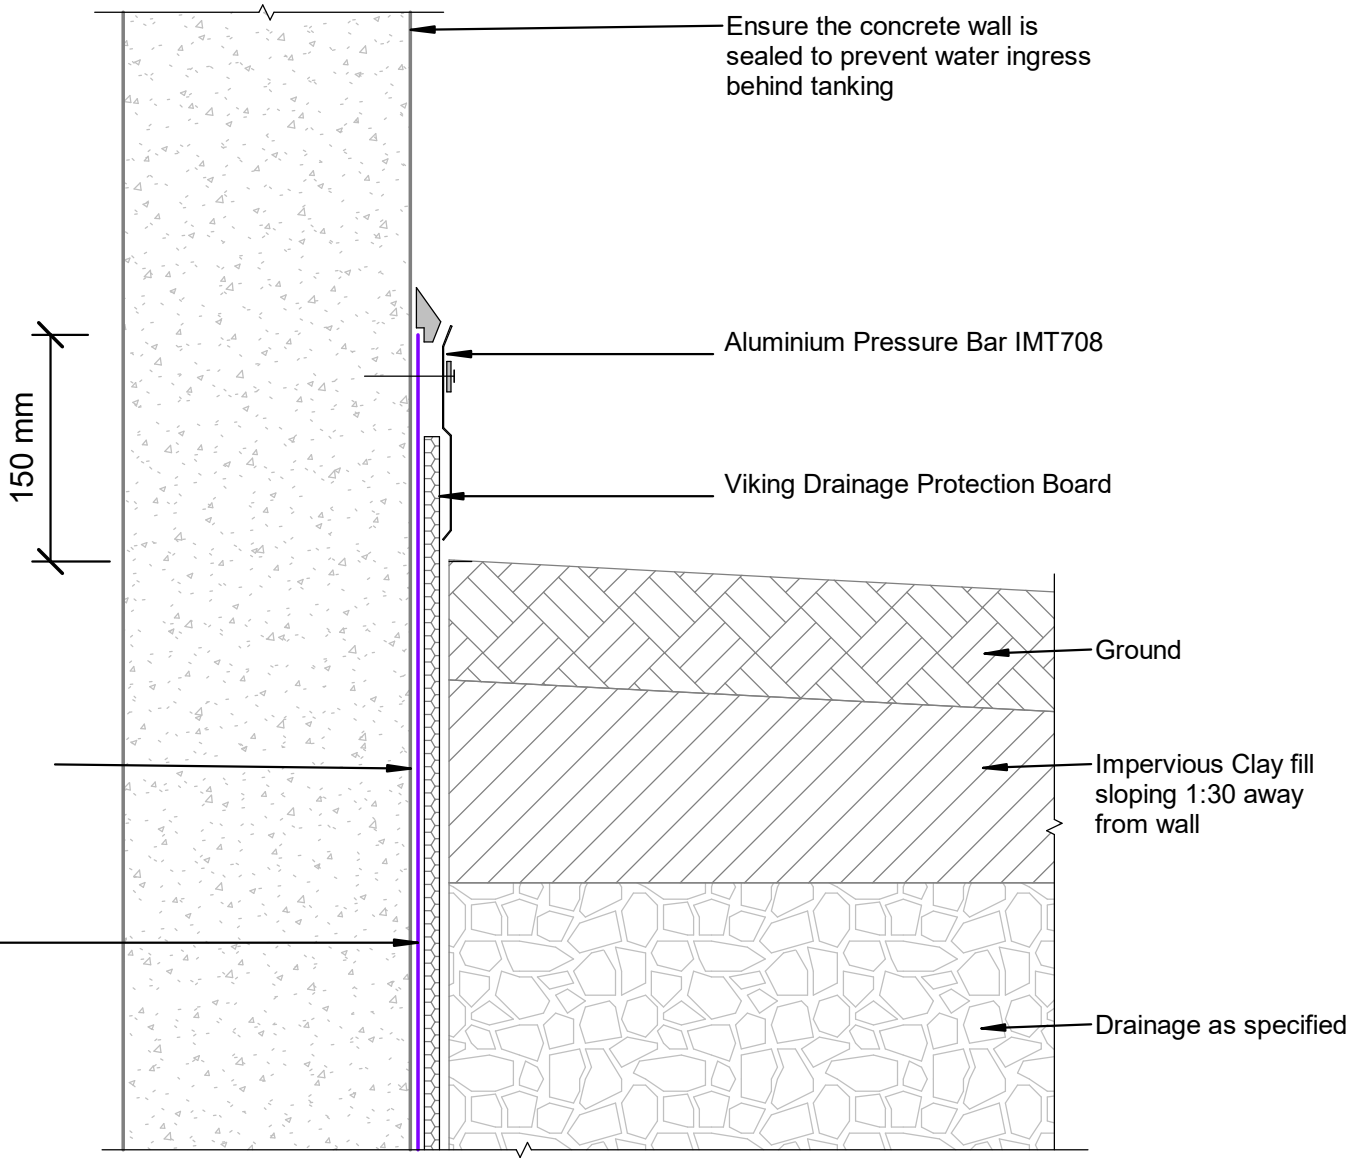 Ensure the concrete wall is
sealed to prevent water ingress
behind tanking
Aluminium Pressure Bar IMT708
150 mm
Viking Drainage Protection Board
Ground
Impervious Clay fill
sloping 1:30 away
from wall
Drainage as specified